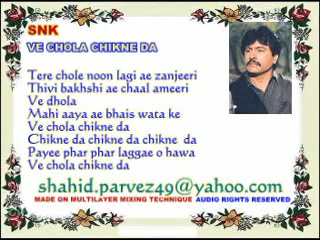 SNK
VE CHOLA CHIKNE DA
Tere chole noon lagi ae zanjeeri
Thivi bakhshi ae chaal ameeri
Ve dhola
Mahi aaya ae bhais wata ke
Ve chola chikne da
Chikne da chikne da chikne da
Payee phar phar laggae o hawa
Ve chola chikne da
shahid.parvez49@yahoo.com
MADE ON MULTILAYER MIXING TECHNIQUE AUDIO RIGHTS RESERVED